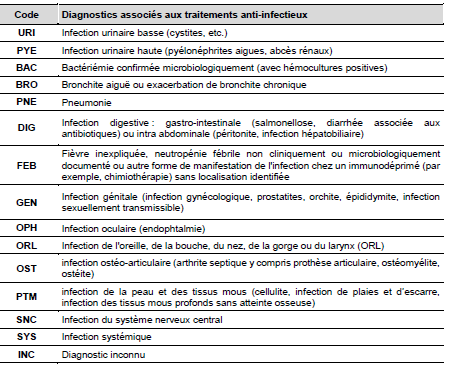 Code Diagnostics associés aux traitements anti-infectieux
URI Infection urinaire basse (cystites, etc.)
PYE Infection urinaire haute (pyélonéphrites aigues, abcès rénaux)
BAC Bactériémie confirmée microbiologiquement (avec hémocultures positives)
BRO Bronchite aiguë ou exacerbation de bronchite chronique
PNE Pneumonie
DIG Infection digestive : gastro-intestinale (salmonellose, diarrhée associée aux
antibiotiques) ou intra abdominale (péritonite, infection hépatobiliaire)
FEB Fièvre inexpliquée, neutropénie fébrile non cliniquement ou microbiologiquement
documenté ou autre forme de manifestation de l'infection chez un immunodéprimé (par
exemple, chimiothérapie) sans localisation identifiée
GEN Infection génitale (infection gynécologique, prostatites, orchite, épididymite, infection
sexuellement transmissible)
OPH Infection oculaire (endophtalmie)
ORL Infection de l'oreille, de la bouche, du nez, de la gorge ou du larynx (ORL)
OST infection ostéo-articulaire (arthrite septique y compris prothèse articulaire, ostéomyélite,
ostéite)
PTM infection de la peau et des tissus mous (cellulite, infection de plaies et d'escarre,
infection des tissus mous profonds sans atteinte osseuse)
SNC Infection du système nerveux central
SYS Infection systémique
INC Diagnostic inconnu